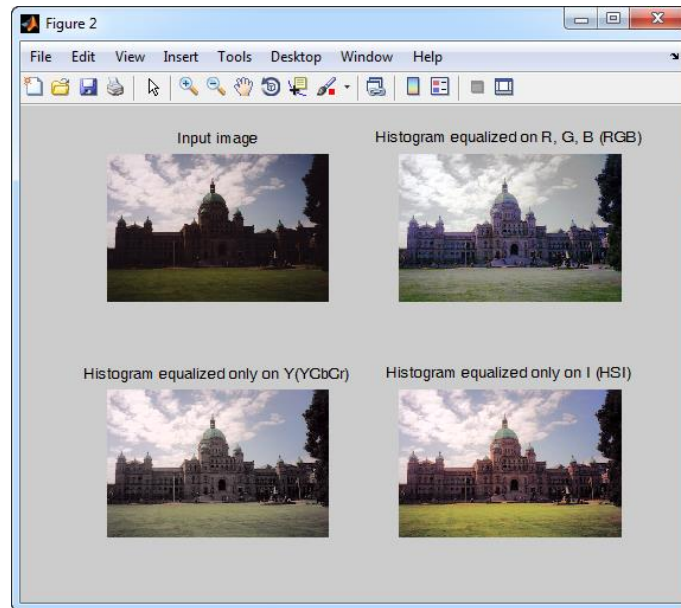 Figure 2
File Edit View Insert Tools Desktop Window Help
Input image
Histogram equalized on R, G, B (RGB)
Histogram equalized only on Y(YCbCr)
Histogram equalized only on I (HSI)